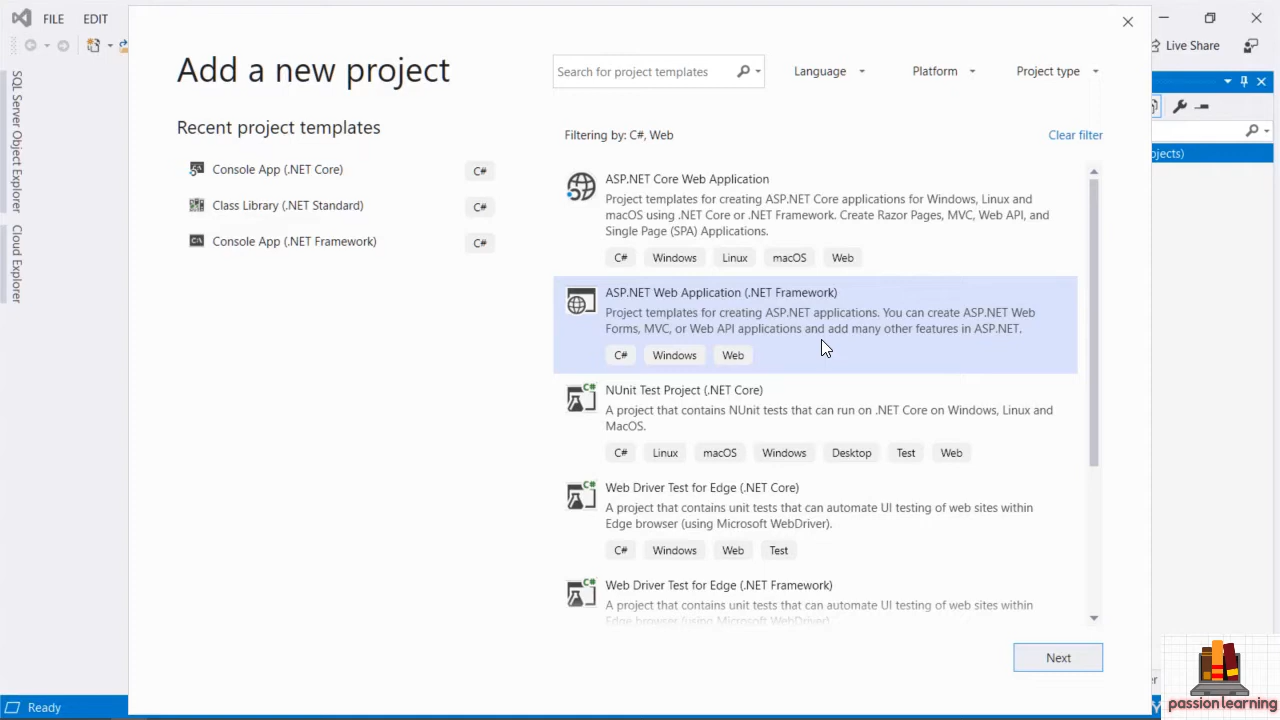 FILE
EDIT
Live Share
SQL Server Object Explorer
Cloud Explorer
Add a new project
Search for project templates
Language
Platform
Project type
Recent project templates
Filtering by: C#, Web
Clear filter
Console App (.NET Core)
C#
Class Library (.NET Standard)
C#
Console App (.NET Framework)
C#
ASP.NET Core Web Application
Project templates for creating ASP.NET Core applications for Windows, Linux and
macOS using .NET Core or .NET Framework. Create Razor Pages, MVC, Web API, and
Single Page (SPA) Applications.
C# Windows Linux macOS Web
ASP.NET Web Application (.NET Framework)
Project templates for creating ASP.NET applications. You can create ASP.NET Web
Forms, MVC, or Web API applications and add many other features in ASP.NET.
C# Windows Web
NUnit Test Project (.NET Core)
A project that contains NUnit tests that can run on .NET Core on Windows, Linux and
MacOS.
C# Linux macOS Windows Desktop Test Web
Web Driver Test for Edge (.NET Core)
A project that contains unit tests that can automate UI testing of web sites within
Edge browser (using Microsoft WebDriver).
C# Windows Web Test
Web Driver Test for Edge (.NET Framework)
A project that contains unit tests that can automate UI testing of web sites within
Edge browser (using Microsoft WebDriver).
Next
ojects)
Ready
passion learning